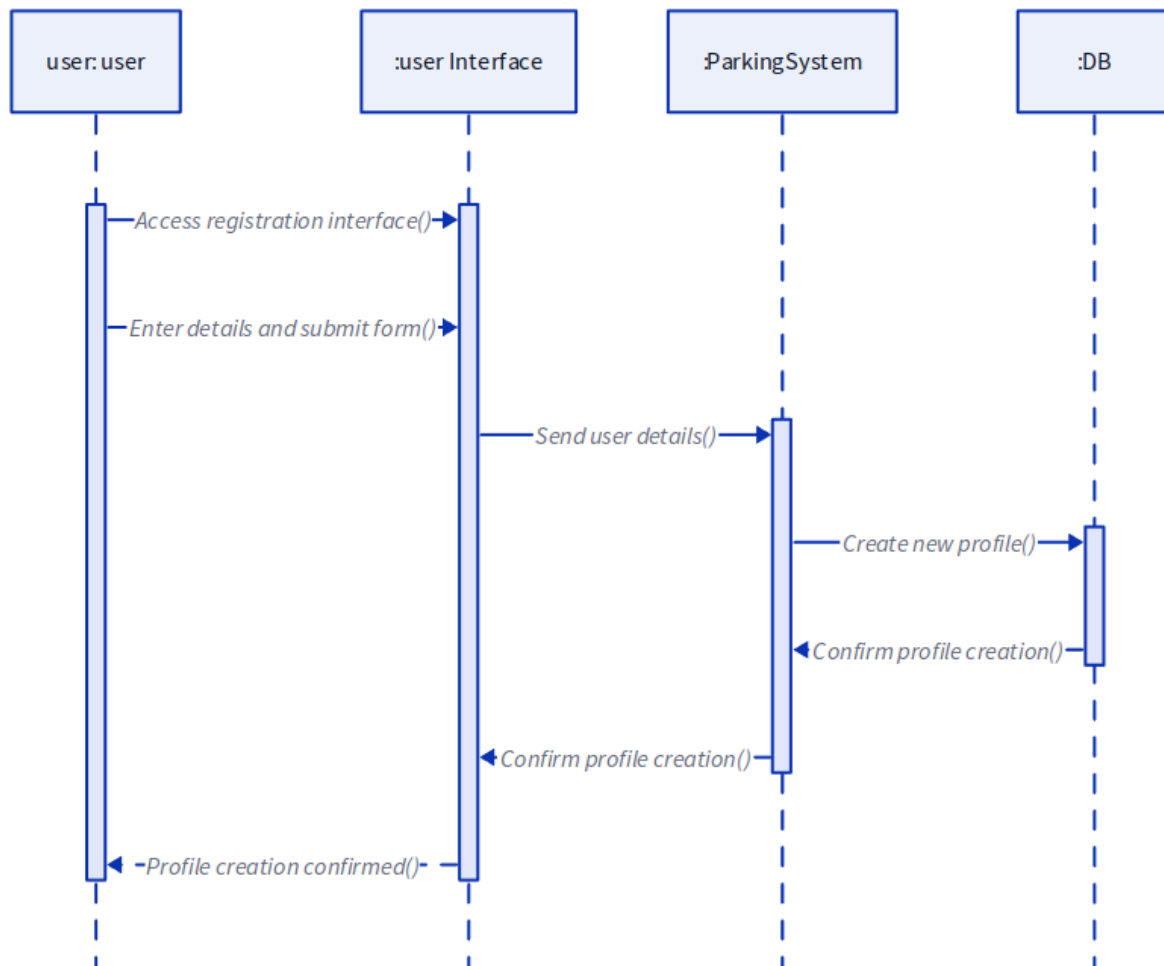 user: user
:user Interface
:ParkingSystem
:DB
Access registration interface()
Enter details and submit form()
Send user details()
Create new profile()
Confirm profile creation()
Confirm profile creation()
Profile creation confirmed()